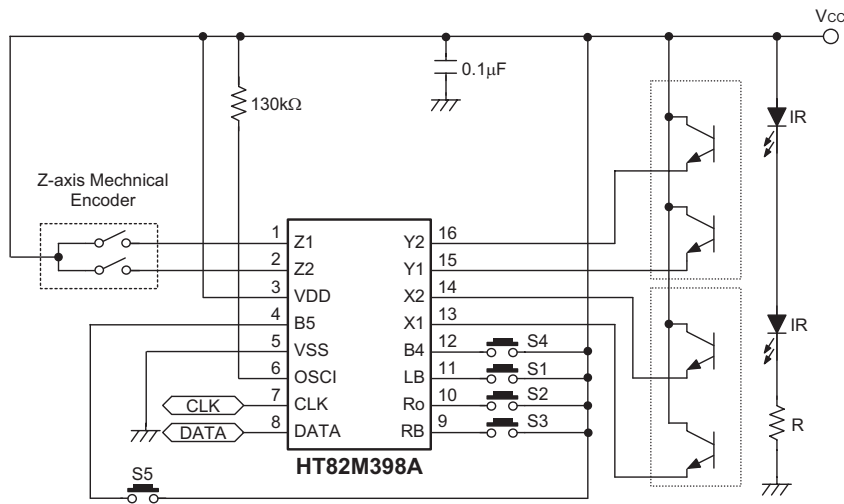 VCC
0.1μF
130kΩ
IR
Z-axis Mechnical
Encoder
1 Z1
2 Z2
3 VDD
4 B5
5 VSS
6 OSCI
7 CLK
8 DATA
Y2 16
Y1 15
X2 14
X1 13
B4 12
LB 11
Ro 10
RB 9
S4
S1
S2
S3
IR
R
CLK
DATA
HT82M398A
S5